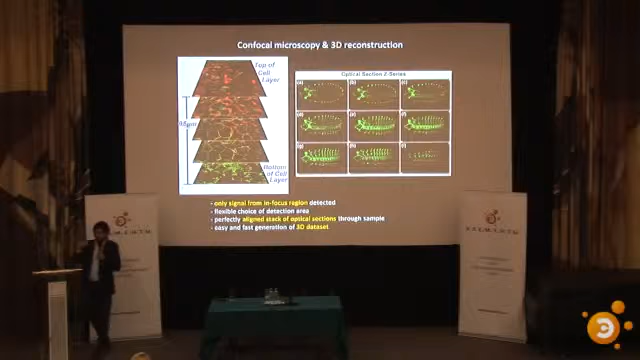 Confocal microscopy & 3D reconstruction
Top of
Cell
Layer
Bottom
of Cell
Layer
Optical Section Z-Series
(a)
(b)
(c)
(d)
(e)
(f)
(g)
(h)
(i)
- only signal from in-focus region detected
- flexible choice of detection area
- perfectly aligned stack of optical sections through sample
- easy and fast generation of 3D dataset